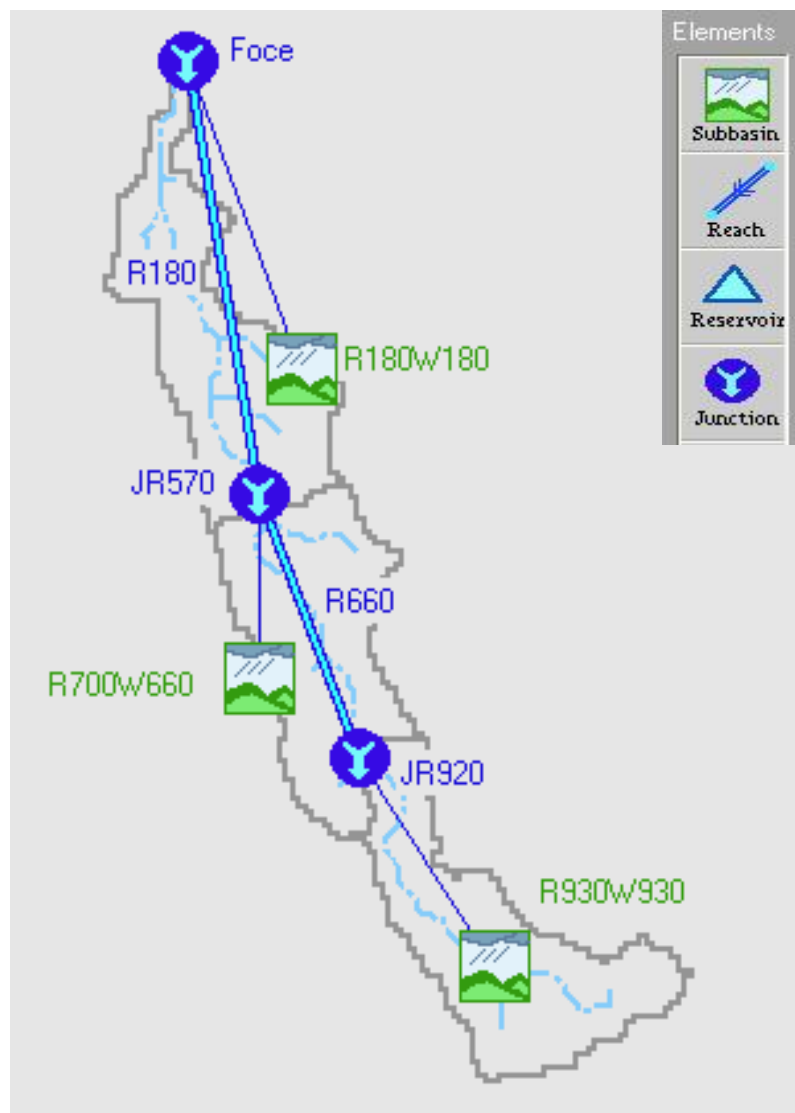 Foce
Elements
Subbasin
Reach
Reservoir
Junction
R180
R180W180
JR570
R660
R700W660
JR920
R930W930